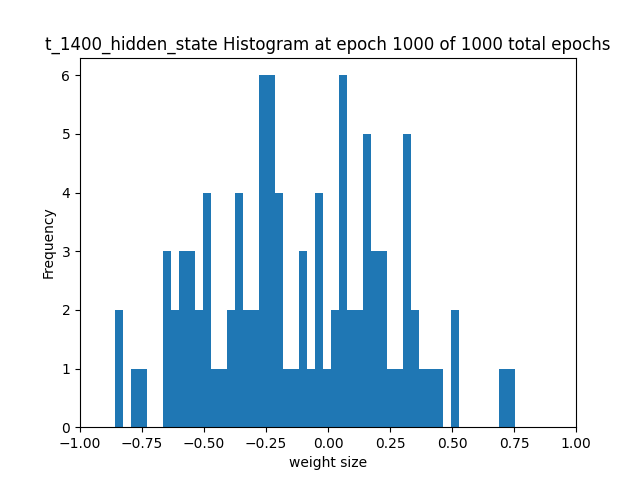 t_1400_hidden_state Histogram at epoch 1000 of 1000 total epochs
6
5
4
3
2
1
0
Frequency
−1.00 −0.75 −0.50 −0.25 0.00 0.25 0.50 0.75 1.00
weight size